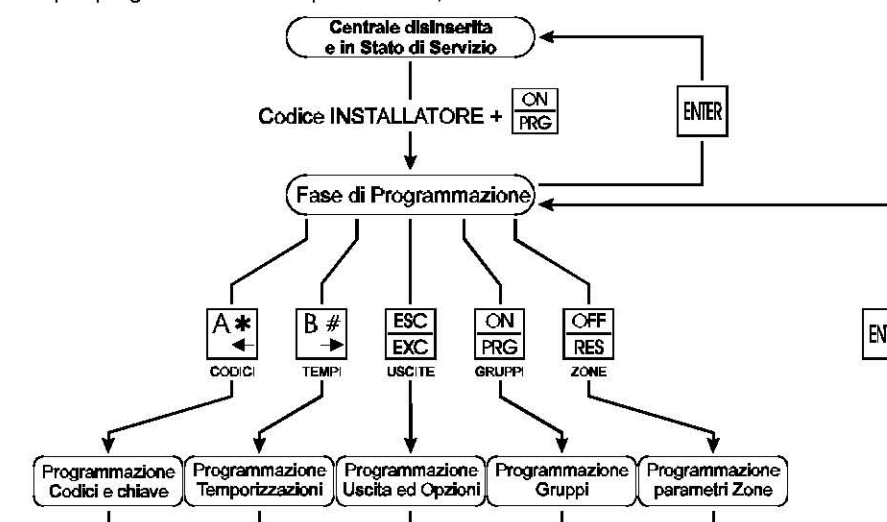 Centrale disinserita
e in Stato di Servizio
Codice INSTALLATORE +
ON
PRG
ENTER
Fase di Programmazione
A *
B #
ESC
EXC
ON
PRG
OFF
RES
CODICI
TEMPI
USCITE
GRUPPI
ZONE
Programmazione
Codici e chiave
Programmazione
Temporizzazioni
Programmazione
Uscita ed Opzioni
Programmazione
Gruppi
Programmazione
parametri Zone